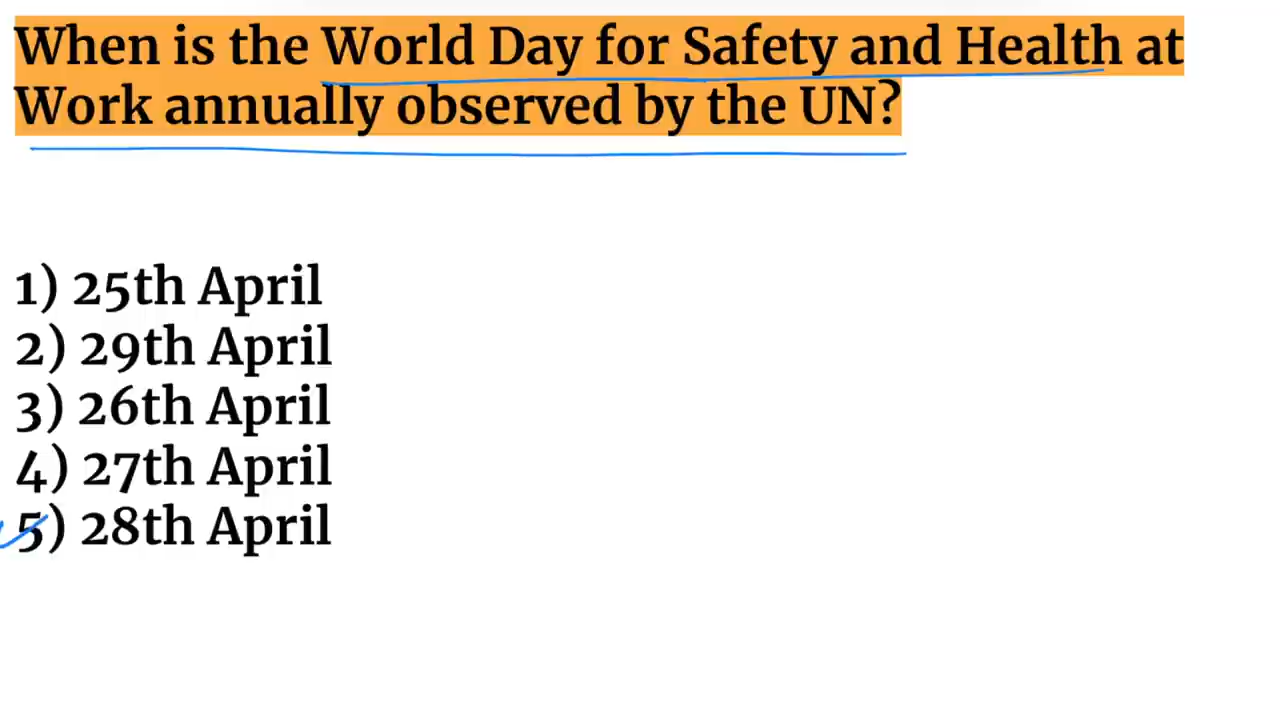 When is the World Day for Safety and Health at
Work annually observed by the UN?
1) 25th April
2) 29th April
3) 26th April
4) 27th April
5) 28th April